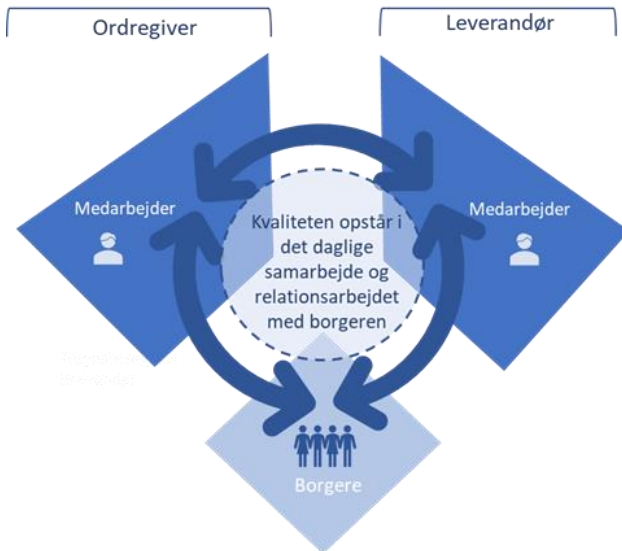 Ordregiver
Leverandør
Medarbejder
Medarbejder
Kvaliteten opstår i
det daglige
samarbejde og
relationsarbejdet
med borgeren
Borgere